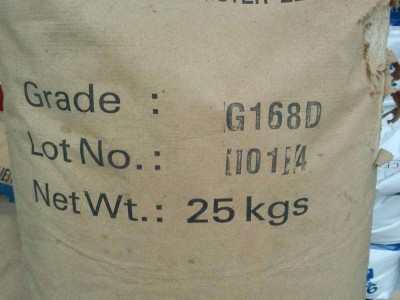 Grade : G168D
Lot No. :
Net Wt. : 25 kgs